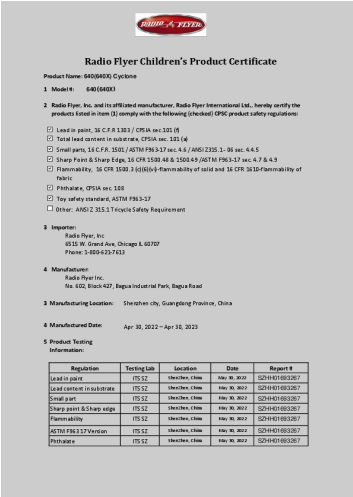 RADIO FLYER
Radio Flyer Children's Product Certificate
Product Name: 640(640X) Cyclone
1 Model #: 640(640X)
2 Radio Flyer, Inc. and its affiliated manufacturer, Radio Flyer International Ltd., hereby certify the
products listed in item (1) comply with the following (checked) CPSC product safety regulations:
Lead in paint, 16 C.F.R 1303 / CPSIA sec.101 (f)
Total lead content in substrate, CPSIA sec. 101 (a)
Small parts, 16 C.F.R. 1501 / ASTM F963-17 sec. 4.6 / ANSI Z315.1- 06 sec. 4.4.5
Sharp Point & Sharp Edge, 16 CFR 1500.48 & 1500.49 /ASTM F963-17 sec. 4.7 & 4.9
Flammability, 16 CFR 1500.3 (c)(6)(vi)-flammability of solid and 16 CFR 1610-flammability of
fabric
Phthalate, CPSIA sec. 108
Toy safety standard, ASTM F963-17
Other: ANSI Z 315.1 Tricycle Safety Requirement
3 Importer:
Radio Flyer, Inc
6515 W. Grand Ave, Chicago IL 60707
Phone: 1-800-621-7613
4 Manufacturer:
Radio Flyer Inc.
No. 602, Block 427, Bagua Industrial Park, Bagua Road
3 Manufacturing Location: Shenzhen city, Guangdong Province, China
4 Manufactured Date: Apr 30, 2022 – Apr 30, 2023
5 Product Testing
Information:
Regulation Testing Lab Location Date Report #
Lead in paint ITS SZ ShenZhen, China May 30, 2022 SZHH01693267
Lead content in substrate ITS SZ ShenZhen, China May 30, 2022 SZHH01693267
Small part ITS SZ ShenZhen, China May 30, 2022 SZHH01693267
Sharp point & Sharp edge ITS SZ ShenZhen, China May 30, 2022 SZHH01693267
Flammability ITS SZ ShenZhen, China May 30, 2022 SZHH01693267
ASTM F963 17 Version ITS SZ ShenZhen, China May 30, 2022 SZHH01693267
Phthalate ITS SZ ShenZhen, China May 30, 2022 SZHH01693267